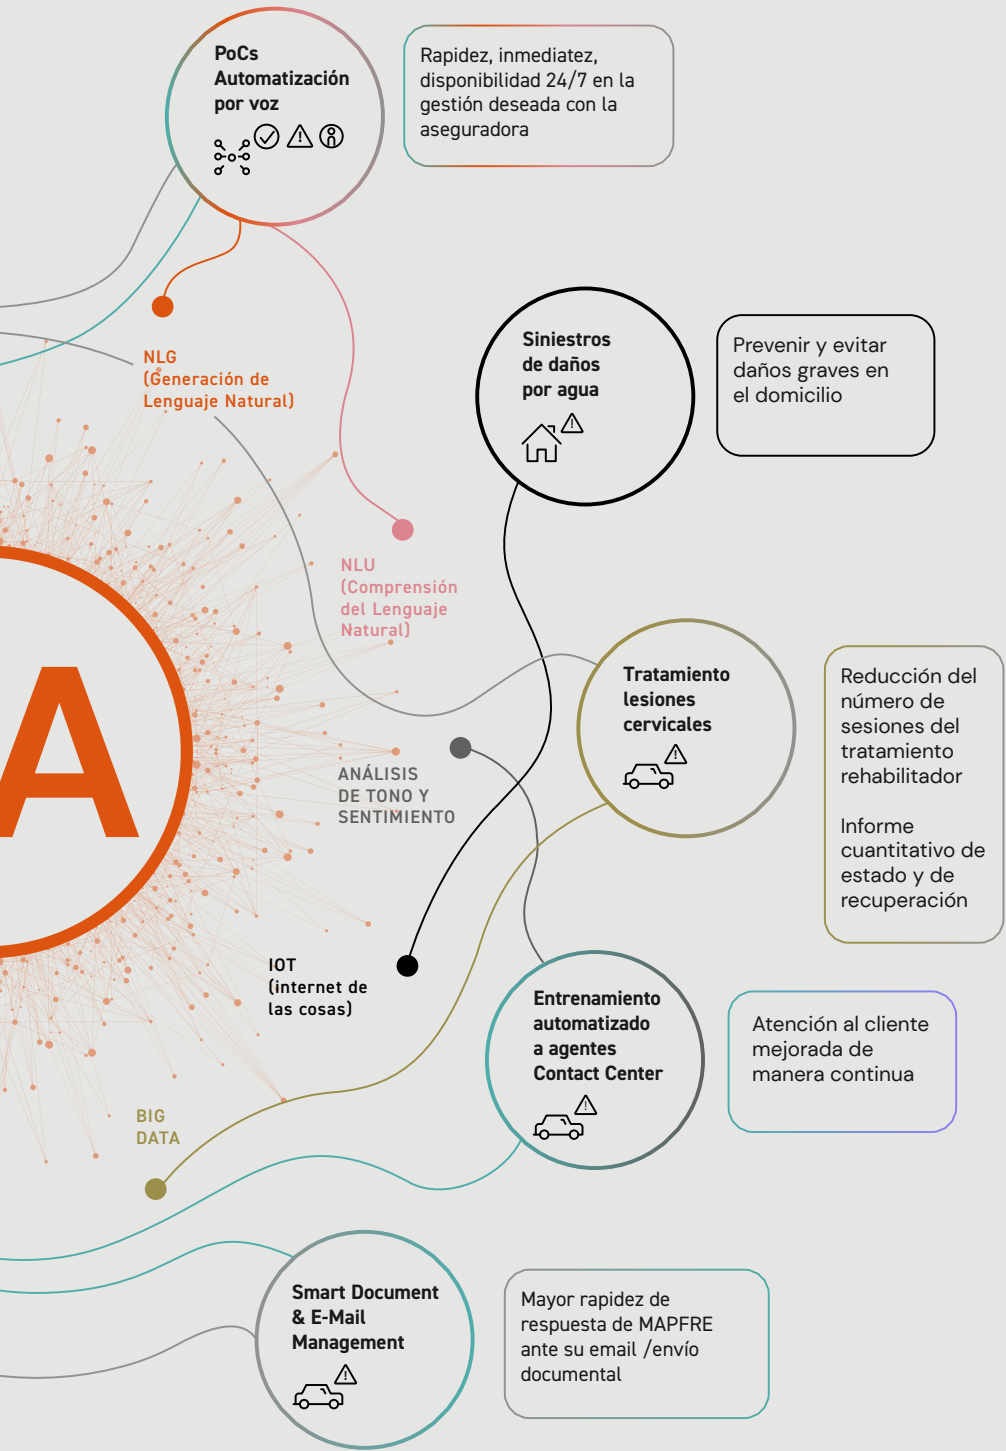 PoCs
Automatización
por voz
Rapidez, inmediatez,
disponibilidad 24/7 en la
gestión deseada con la
aseguradora
NLG
(Generación de
Lenguaje Natural)
Siniestros
de daños
por agua
Prevenir y evitar
daños graves en
el domicilio
NLU
(Comprensión
del Lenguaje
Natural)
A
Tratamiento
lesiones
cervicales
Reducción del
número de
sesiones del
tratamiento
rehabilitador
Informe
cuantitativo de
estado y de
recuperación
ANÁLISIS
DE TONO Y
SENTIMIENTO
IOT
(internet de
las cosas)
Entrenamiento
automatizado
a agentes
Contact Center
Atención al cliente
mejorada de
manera continua
BIG
DATA
Smart Document
& E-Mail
Management
Mayor rapidez de
respuesta de MAPFRE
ante su email /envío
documental